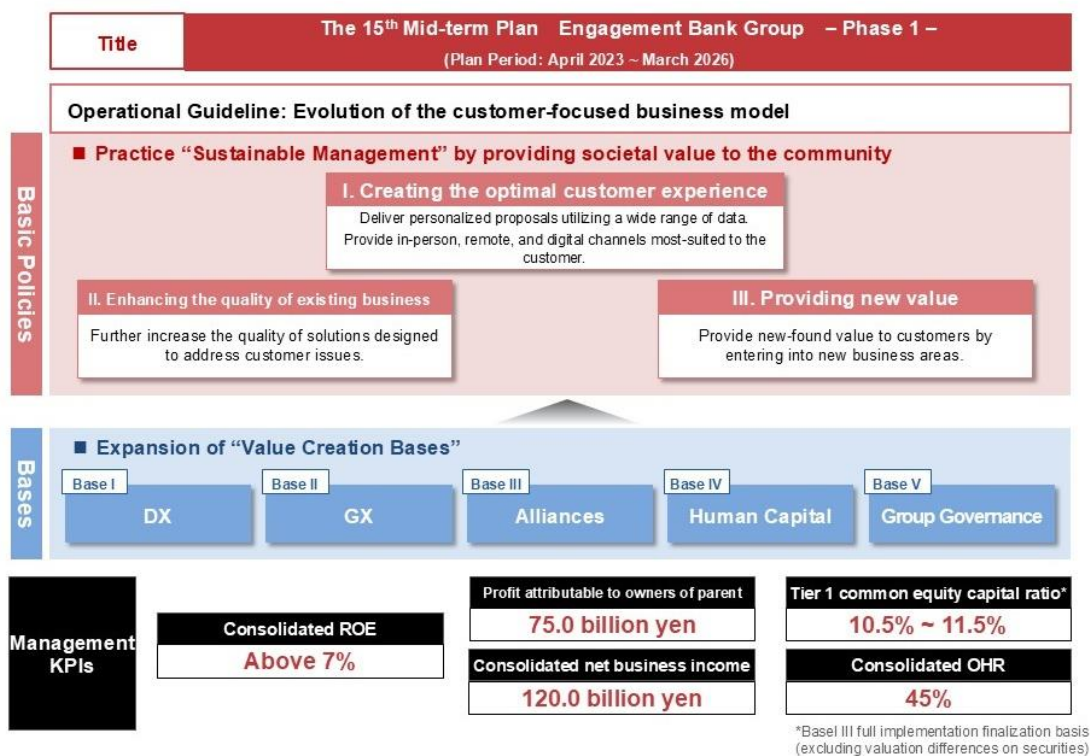 Title
The 15th Mid-term Plan Engagement Bank Group – Phase 1 –
(Plan Period: April 2023 ~ March 2026)
Operational Guideline: Evolution of the customer-focused business model
Basic Policies
■ Practice “Sustainable Management” by providing societal value to the community
I. Creating the optimal customer experience
Deliver personalized proposals utilizing a wide range of data.
Provide in-person, remote, and digital channels most-suited to the
customer.
II. Enhancing the quality of existing business
Further increase the quality of solutions designed
to address customer issues.
III. Providing new value
Provide new-found value to customers by
entering into new business areas.
Bases
■ Expansion of “Value Creation Bases”
Base I
DX
Base II
GX
Base III
Alliances
Base IV
Human Capital
Base V
Group Governance
Management
KPIs
Consolidated ROE
Above 7%
Profit attributable to owners of parent
75.0 billion yen
Consolidated net business income
120.0 billion yen
Tier 1 common equity capital ratio*
10.5% ~ 11.5%
Consolidated OHR
45%
*Basel III full implementation finalization basis
(excluding valuation differences on securities)